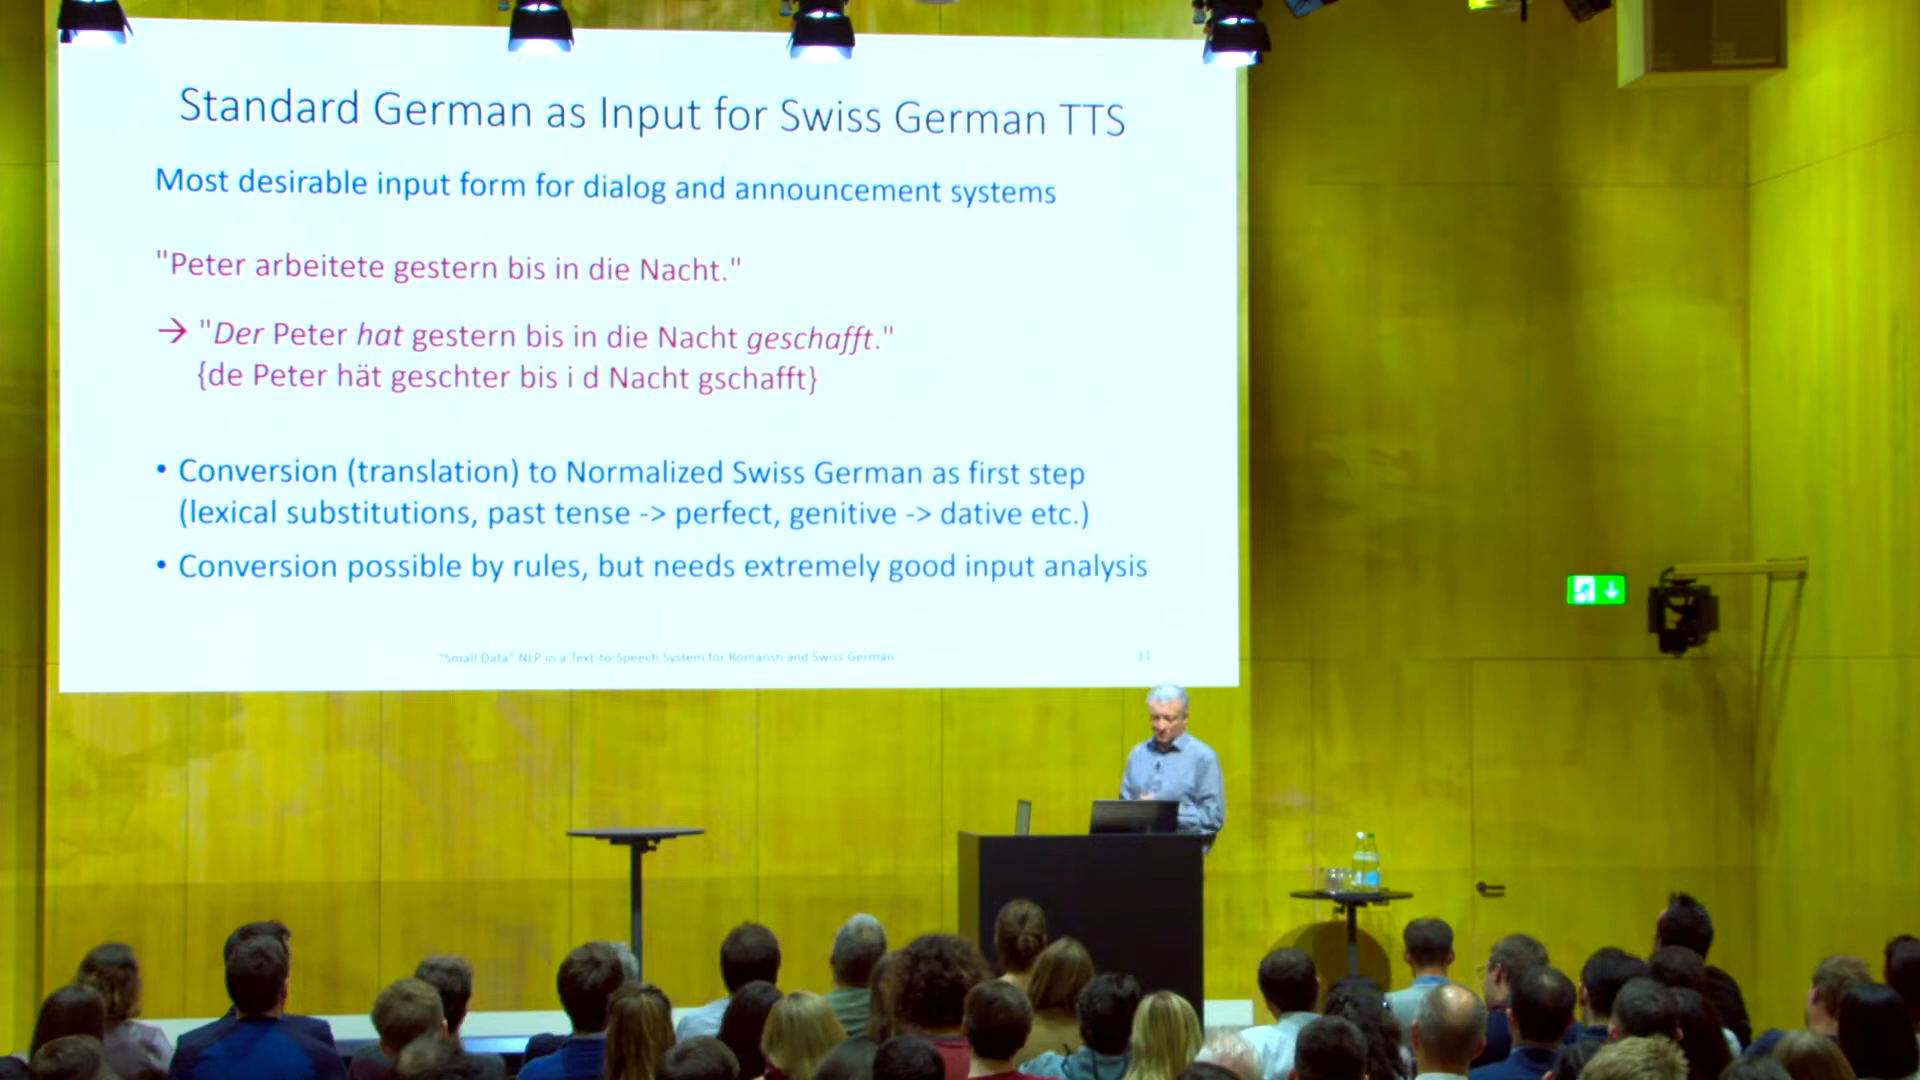 Standard German as Input for Swiss German TTS
Most desirable input form for dialog and announcement systems
"Peter arbeitete gestern bis in die Nacht."
→ "Der Peter hat gestern bis in die Nacht geschafft."
{de Peter hät geschter bis i d Nacht gschafft}
• Conversion (translation) to Normalized Swiss German as first step
(lexical substitutions, past tense -> perfect, genitive -> dative etc.)
• Conversion possible by rules, but needs extremely good input analysis
"Small Data" NLP in a Text-to-Speech System for Romansh and Swiss German
11